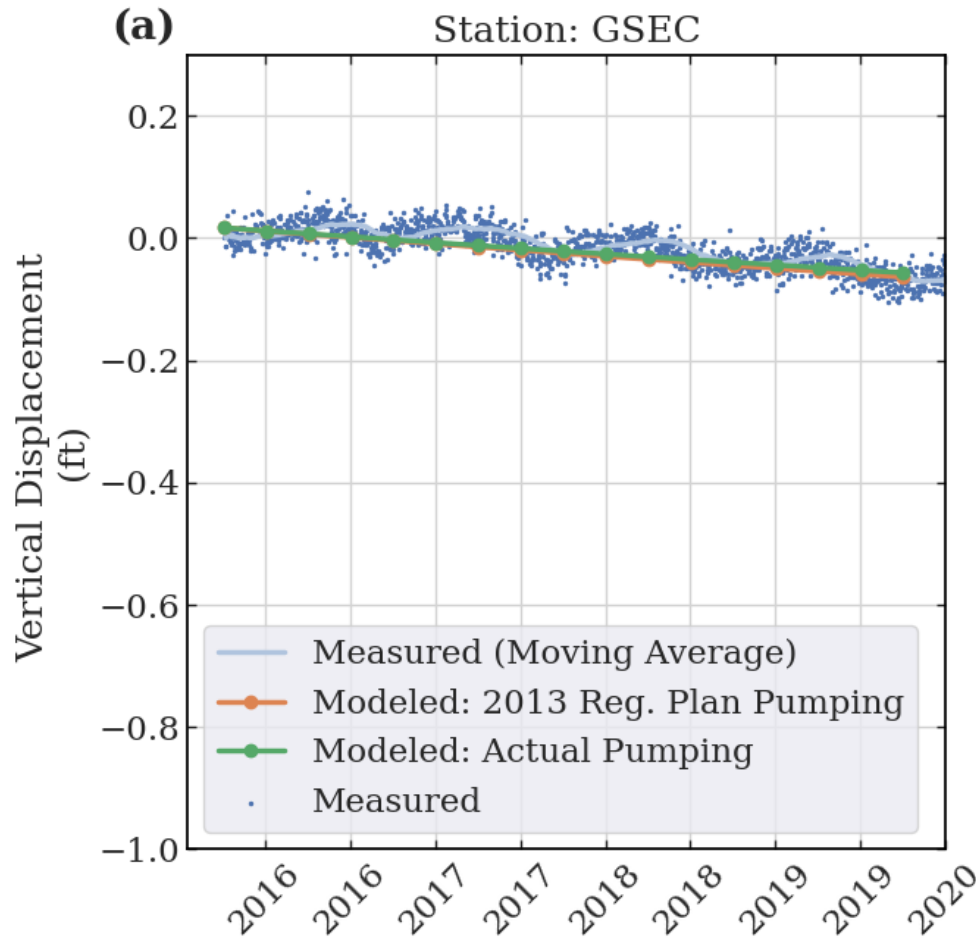 (a)
Station: GSEC
Vertical Displacement
(ft)
0.2
0.0
−0.2
−0.4
−0.6
−0.8
−1.0
Measured (Moving Average)
Modeled: 2013 Reg. Plan Pumping
Modeled: Actual Pumping
Measured
2016
2016
2017
2017
2018
2018
2019
2019
2020